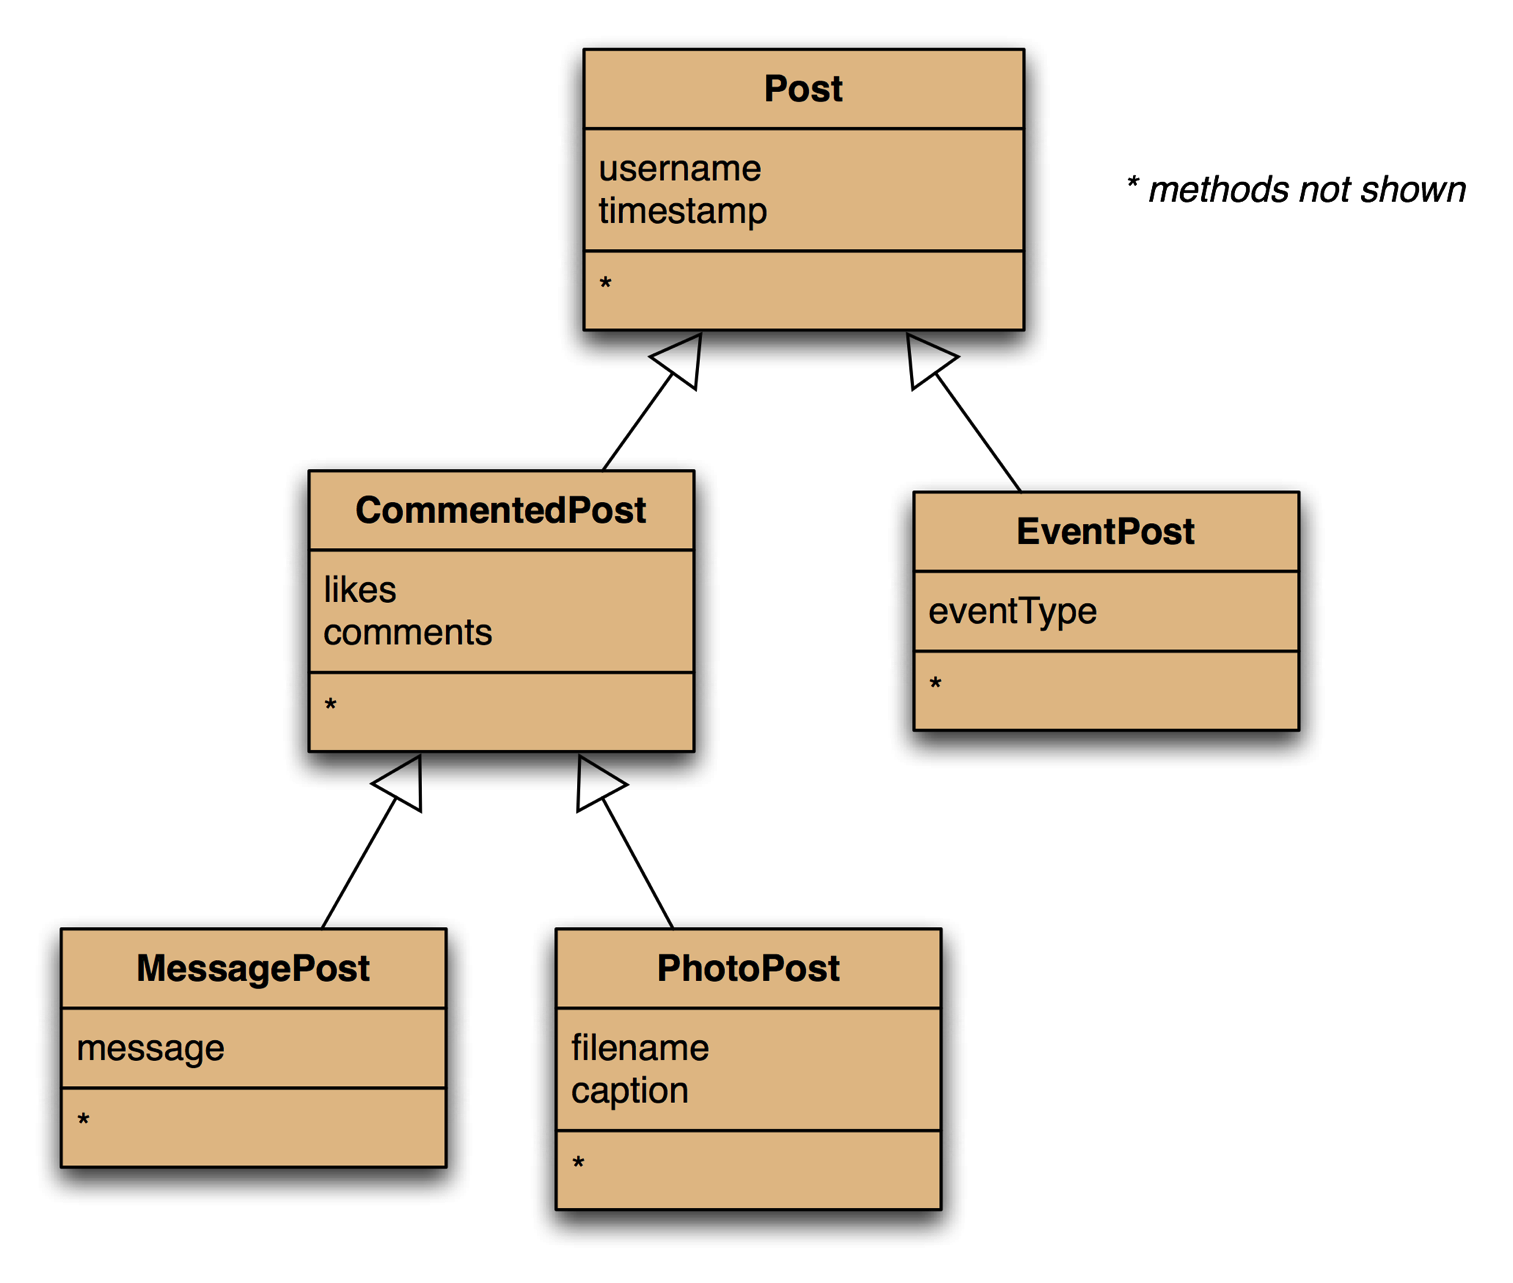 Post
username
timestamp
*
* methods not shown
CommentedPost
likes
comments
*
EventPost
eventType
*
MessagePost
message
*
PhotoPost
filename
caption
*